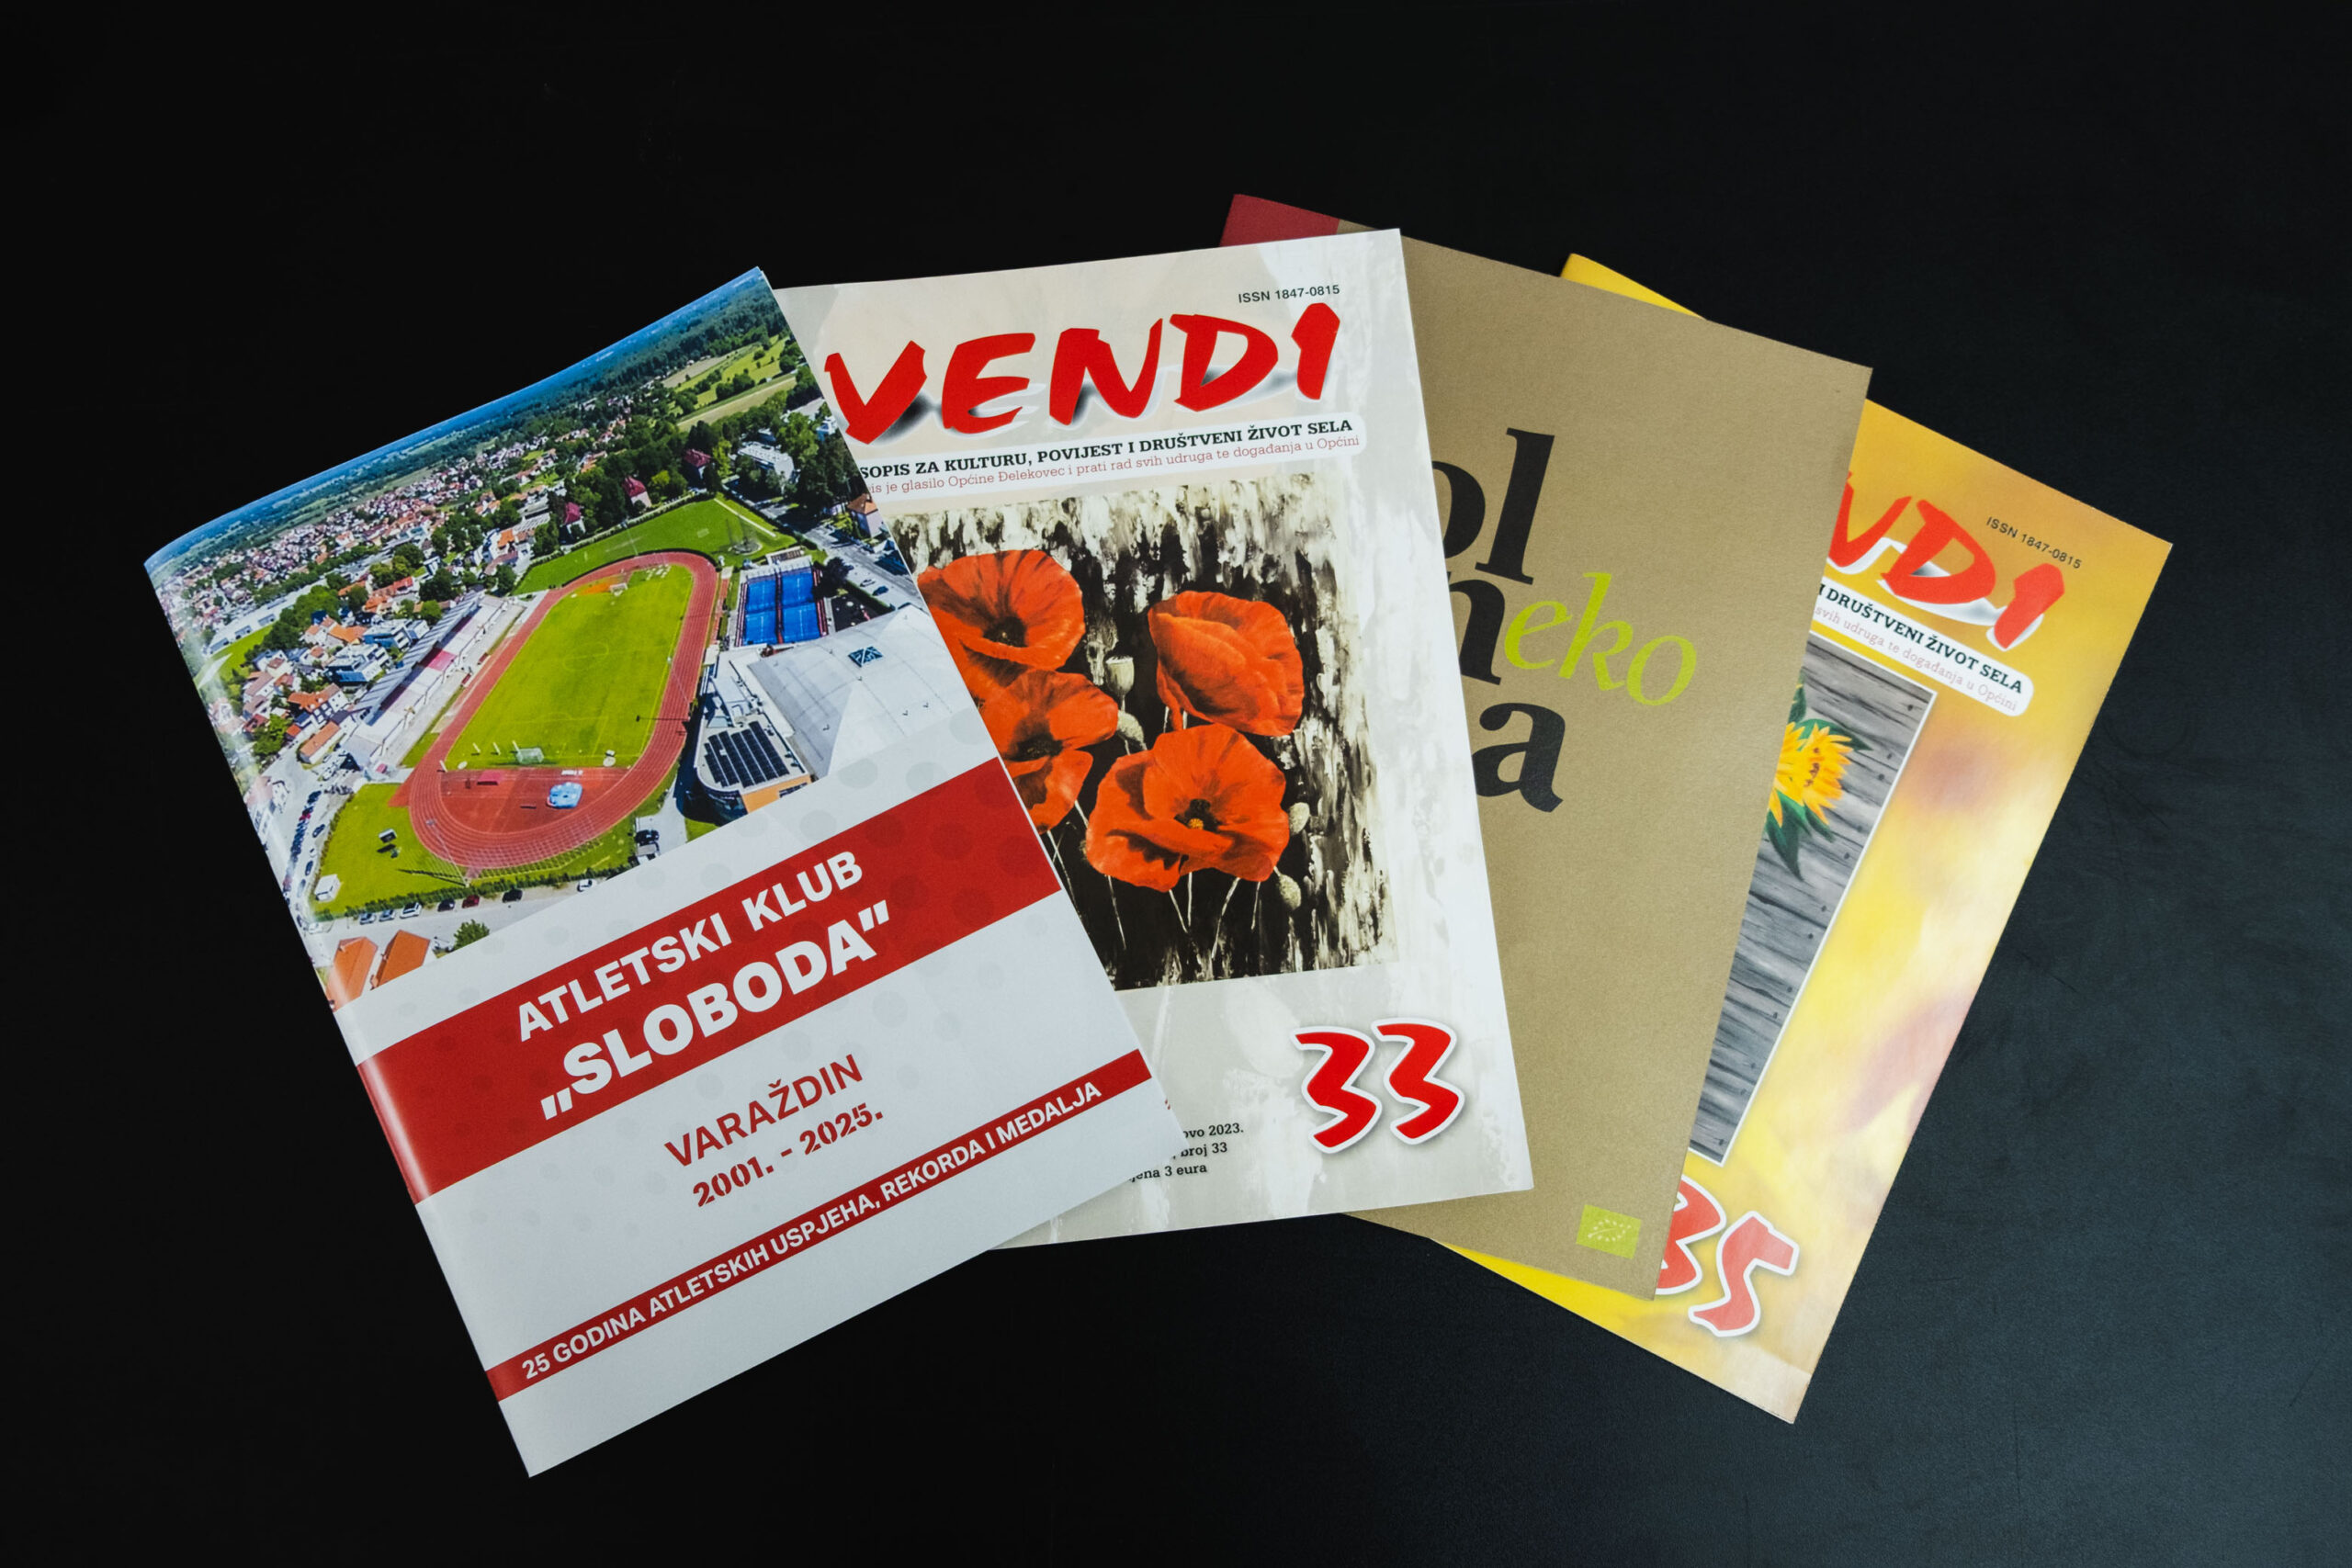 ATLETSKI KLUB
„SLOBODA”
VARAŽDIN
2001. - 2025.
25 GODINA ATLETSKIH USPJEHA, REKORDA I MEDALJA
ISSN 1847-0815
VENDI
SOPIS ZA KULTURU, POVIJEST I DRUŠTVENI ŽIVOT SELA
is je glasilo Općine Đelekovec i prati rad svih udruga te događanja u Općini
33
ovo 2023.
, broj 33
jena 3 eura
ol
n eko
a
ISSN 1847-0815
NDI
I DRUŠTVENI ŽIVOT SELA
svih udruga te događanja u Općini
35